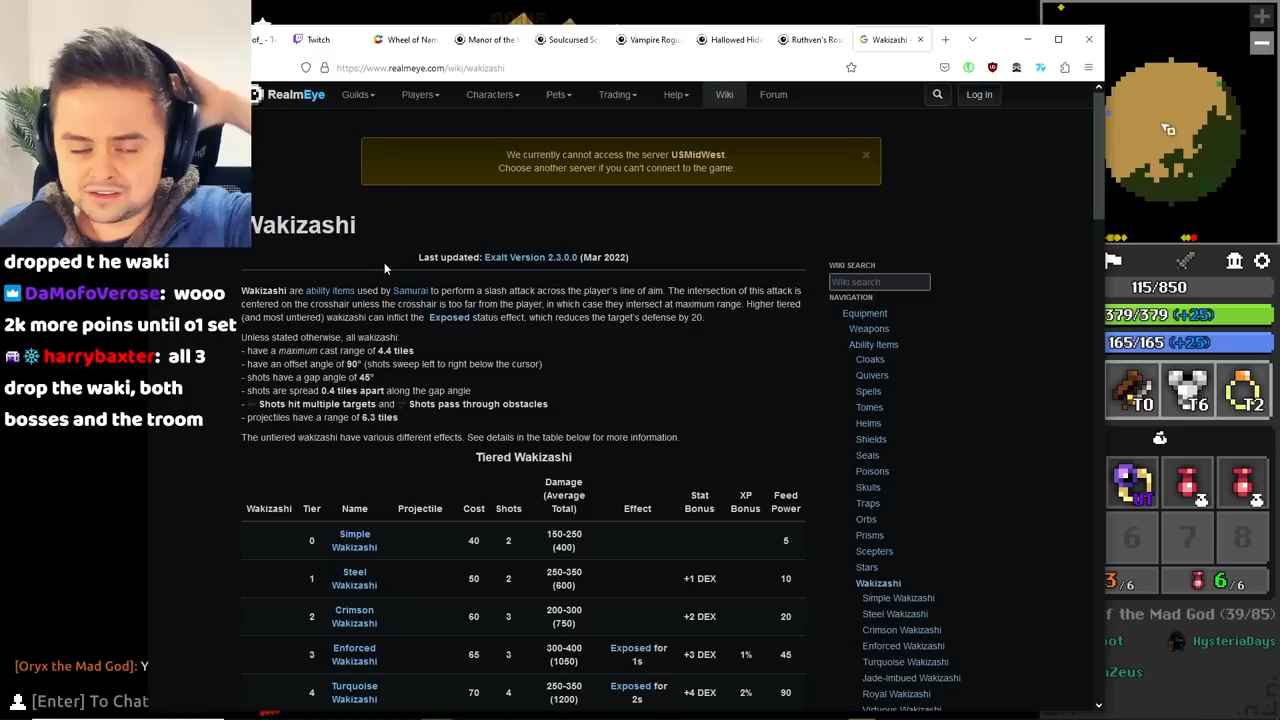 of_ - T
Twitch
Wheel of Nam
Manor of the I
Soulcursed Sc
Vampire Rogu
Hallowed Hide
Ruthven's Ros
Wakizashi -
https://www.realmeye.com/wiki/wakizashi
RealmEye
Guilds
Players
Characters
Pets
Trading
Help
Wiki
Forum
Log In
We currently cannot access the server USMidWest.
Choose another server if you can't connect to the game.
Wakizashi
Last updated: Exalt Version 2.3.0.0 (Mar 2022)
Wakizashi are ability items used by Samurai to perform a slash attack across the player's line of aim. The intersection of this attack is
centered on the crosshair unless the crosshair is too far from the player, in which case they intersect at maximum range. Higher tiered
(and most untiered) wakizashi can inflict the Exposed status effect, which reduces the target's defense by 20.
Unless stated otherwise, all wakizashi:
- have a maximum cast range of 4.4 tiles
- have an offset angle of 90° (shots sweep left to right below the cursor)
- shots have a gap angle of 45°
- shots are spread 0.4 tiles apart along the gap angle
- Shots hit multiple targets and Shots pass through obstacles
- projectiles have a range of 6.3 tiles
The untiered wakizashi have various different effects. See details in the table below for more information.
Tiered Wakizashi
Wakizashi Tier Name Projectile Cost Shots Damage (Average Total) Effect Stat Bonus XP Bonus Feed Power
0 Simple Wakizashi 40 2 150-250 (400) 5
1 Steel Wakizashi 50 2 250-350 (600) +1 DEX 10
2 Crimson Wakizashi 60 3 200-300 (750) +2 DEX 20
3 Enforced Wakizashi 65 3 300-400 (1050) Exposed for 1s +3 DEX 1% 45
4 Turquoise Wakizashi 70 4 250-350 (1200) Exposed for 2s +4 DEX 2% 90
WIKI SEARCH
Wiki search
NAVIGATION
Equipment
Weapons
Ability Items
Cloaks
Quivers
Spells
Tomes
Helms
Shields
Seals
Poisons
Skulls
Traps
Orbs
Prisms
Scepters
Stars
Wakizashi
Simple Wakizashi
Steel Wakizashi
Crimson Wakizashi
Enforced Wakizashi
Turquoise Wakizashi
Jade-Imbued Wakizashi
Royal Wakizashi
Virtuous Wakizashi
dropped t he waki
DaMofoVerose: wooo
2k more poins until o1 set
harrybaxter: all 3
drop the waki, both
bosses and the troom
[Oryx the Mad God]: Y
[Enter] To Chat
115/850
379/379 (+25)
165/165 (+25)
T0
T6
T2
UT
6
7
8
3/6
6/6
of the Mad God (39/85)
HysteriaDays